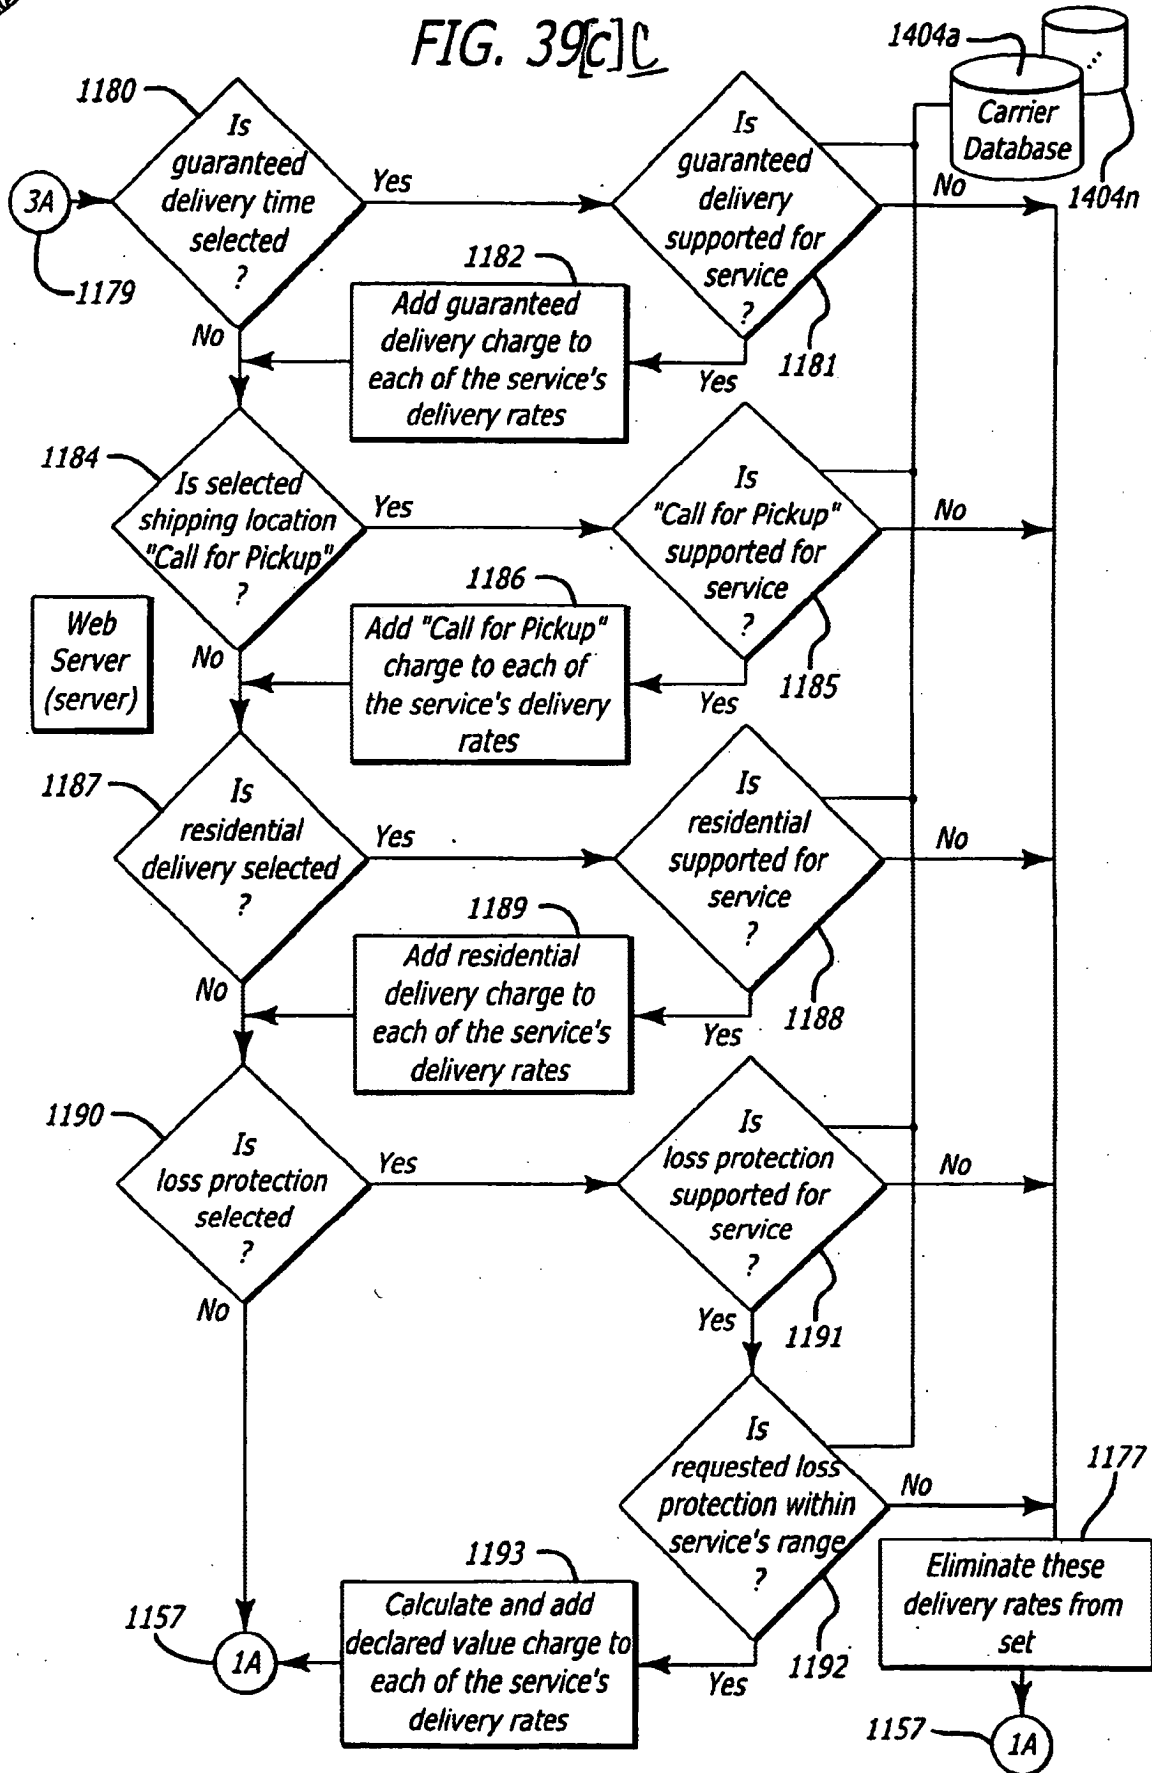 FIG. 39[c]C
1404a
Carrier
Database
1404n
1180
Is
guaranteed
delivery time
selected
?
Yes
No
3A
1179
Is
guaranteed
delivery
supported for
service
?
No
Yes
1181
1182
Add guaranteed
delivery charge to
each of the service's
delivery rates
1184
Is selected
shipping location
"Call for Pickup"
?
Yes
No
Is
"Call for Pickup"
supported for
service
?
No
Yes
1185
1186
Add "Call for Pickup"
charge to each of
the service's delivery
rates
Web
Server
(server)
1187
Is
residential
delivery selected
?
Yes
No
Is
residential
supported for
service
?
No
Yes
1188
1189
Add residential
delivery charge to
each of the service's
delivery rates
1190
Is
loss protection
selected
?
Yes
No
Is
loss protection
supported for
service
?
No
Yes
1191
Is
requested loss
protection within
service's range
?
No
Yes
1192
1177
Eliminate these
delivery rates from
set
1193
Calculate and add
declared value charge to
each of the service's
delivery rates
1157
1A
1157
1A